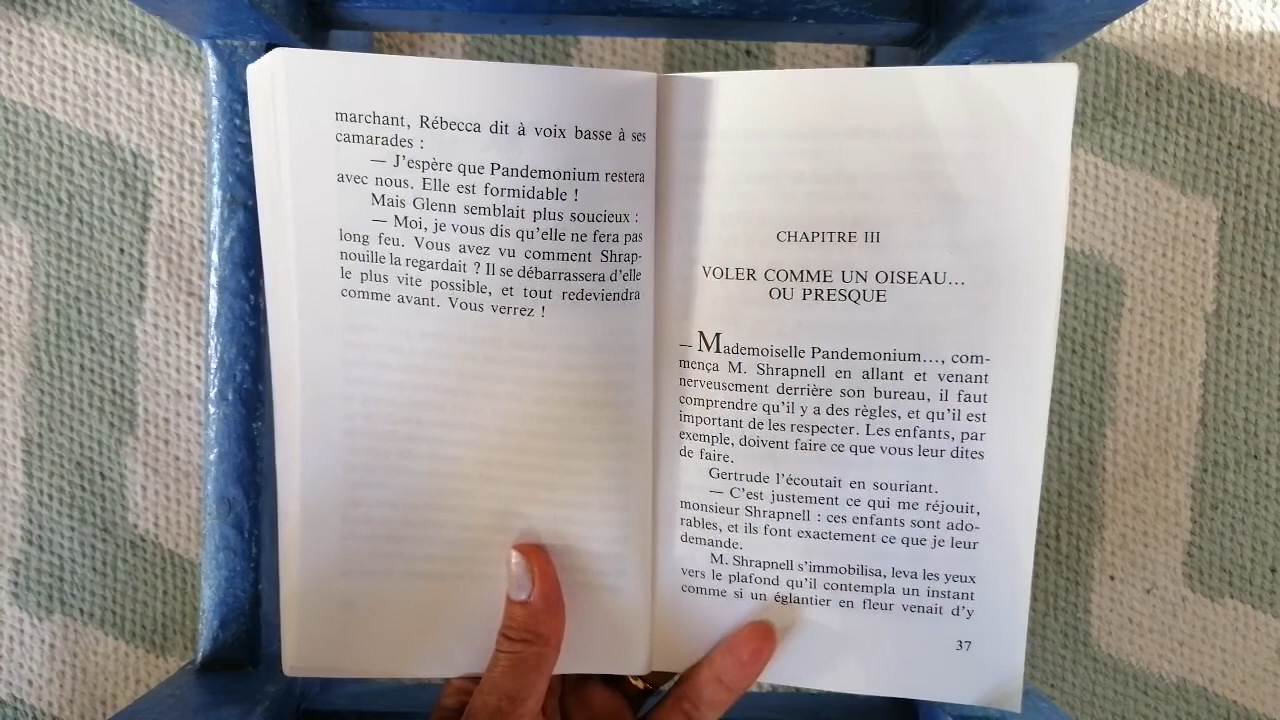 marchant, Rébecca dit à voix basse à ses
camarades :
— J'espère que Pandemonium restera
avec nous. Elle est formidable !
Mais Glenn semblait plus soucieux :
— Moi, je vous dis qu'elle ne fera pas
long feu. Vous avez vu comment Shrap-
nouille la regardait ? Il se débarrassera d'elle
le plus vite possible, et tout redeviendra
comme avant. Vous verrez !
CHAPITRE III
VOLER COMME UN OISEAU...
OU PRESQUE
— Mademoiselle Pandemonium..., com-
mença M. Shrapnell en allant et venant
nerveusement derrière son bureau, il faut
comprendre qu'il y a des règles, et qu'il est
important de les respecter. Les enfants, par
exemple, doivent faire ce que vous leur dites
de faire.
Gertrude l'écoutait en souriant.
— C'est justement ce qui me réjouit,
monsieur Shrapnell : ces enfants sont ado-
rables, et ils font exactement ce que je leur
demande.
M. Shrapnell s'immobilisa, leva les yeux
vers le plafond qu'il contempla un instant
comme si un églantier en fleur venait d'y
37